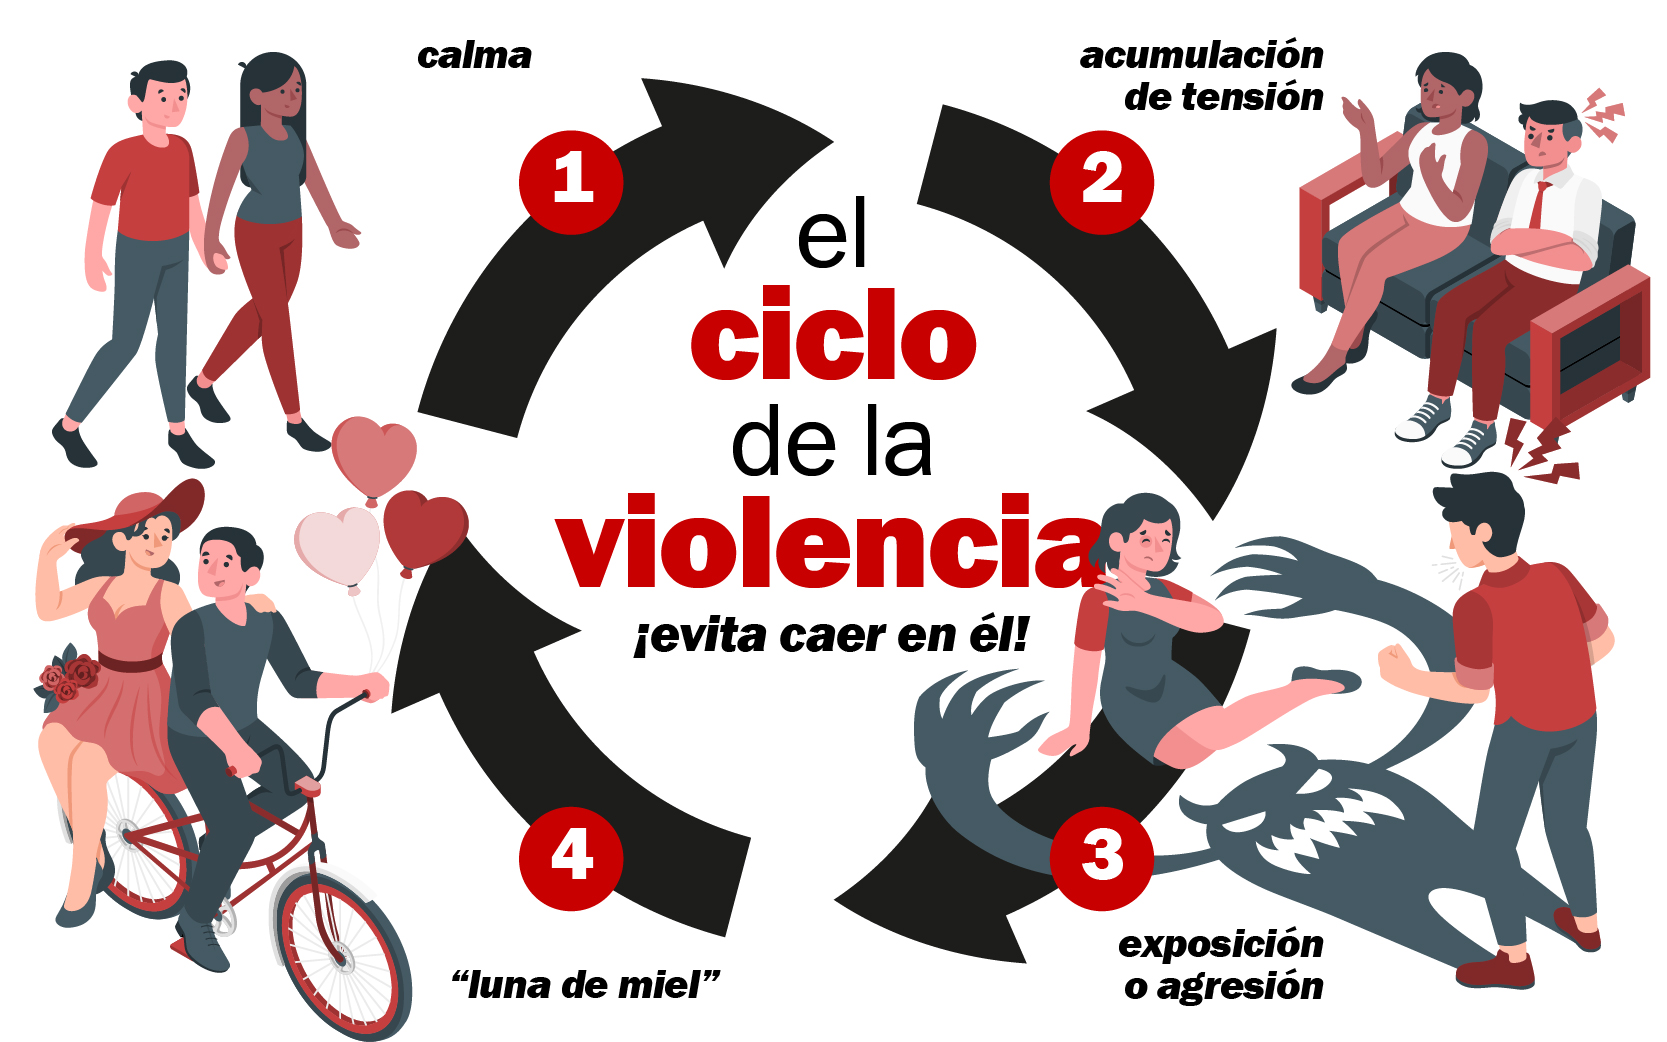 calma
1
acumulación
de tensión
2
el
ciclo
de la
violencia
¡evita caer en él!
3
exposición
o agresión
4
“luna de miel”